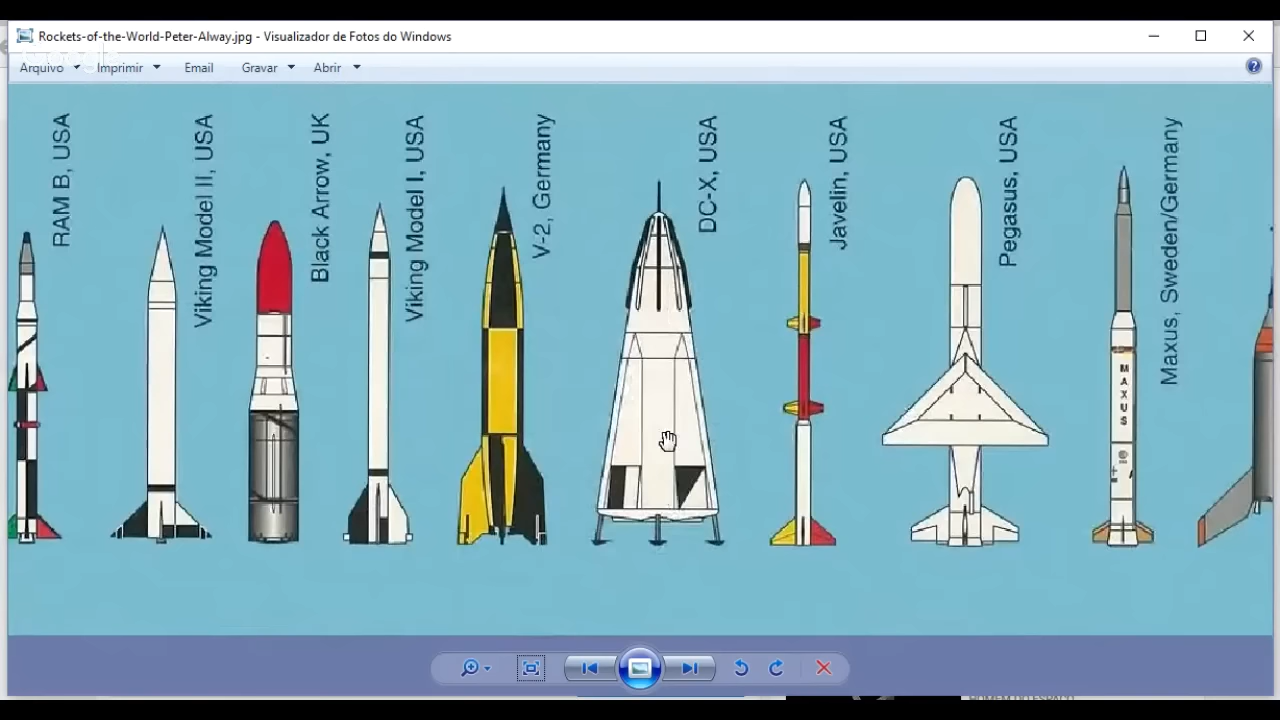 Rockets-of-the-World-Peter-Alway.jpg - Visualizador de Fotos do Windows
Arquivo Imprimir Email Gravar Abrir
RAM B, USA
Viking Model II, USA
Black Arrow, UK
Viking Model I, USA
V-2, Germany
DC-X, USA
Javelin, USA
Pegasus, USA
Maxus, Sweden/Germany
MAXUS